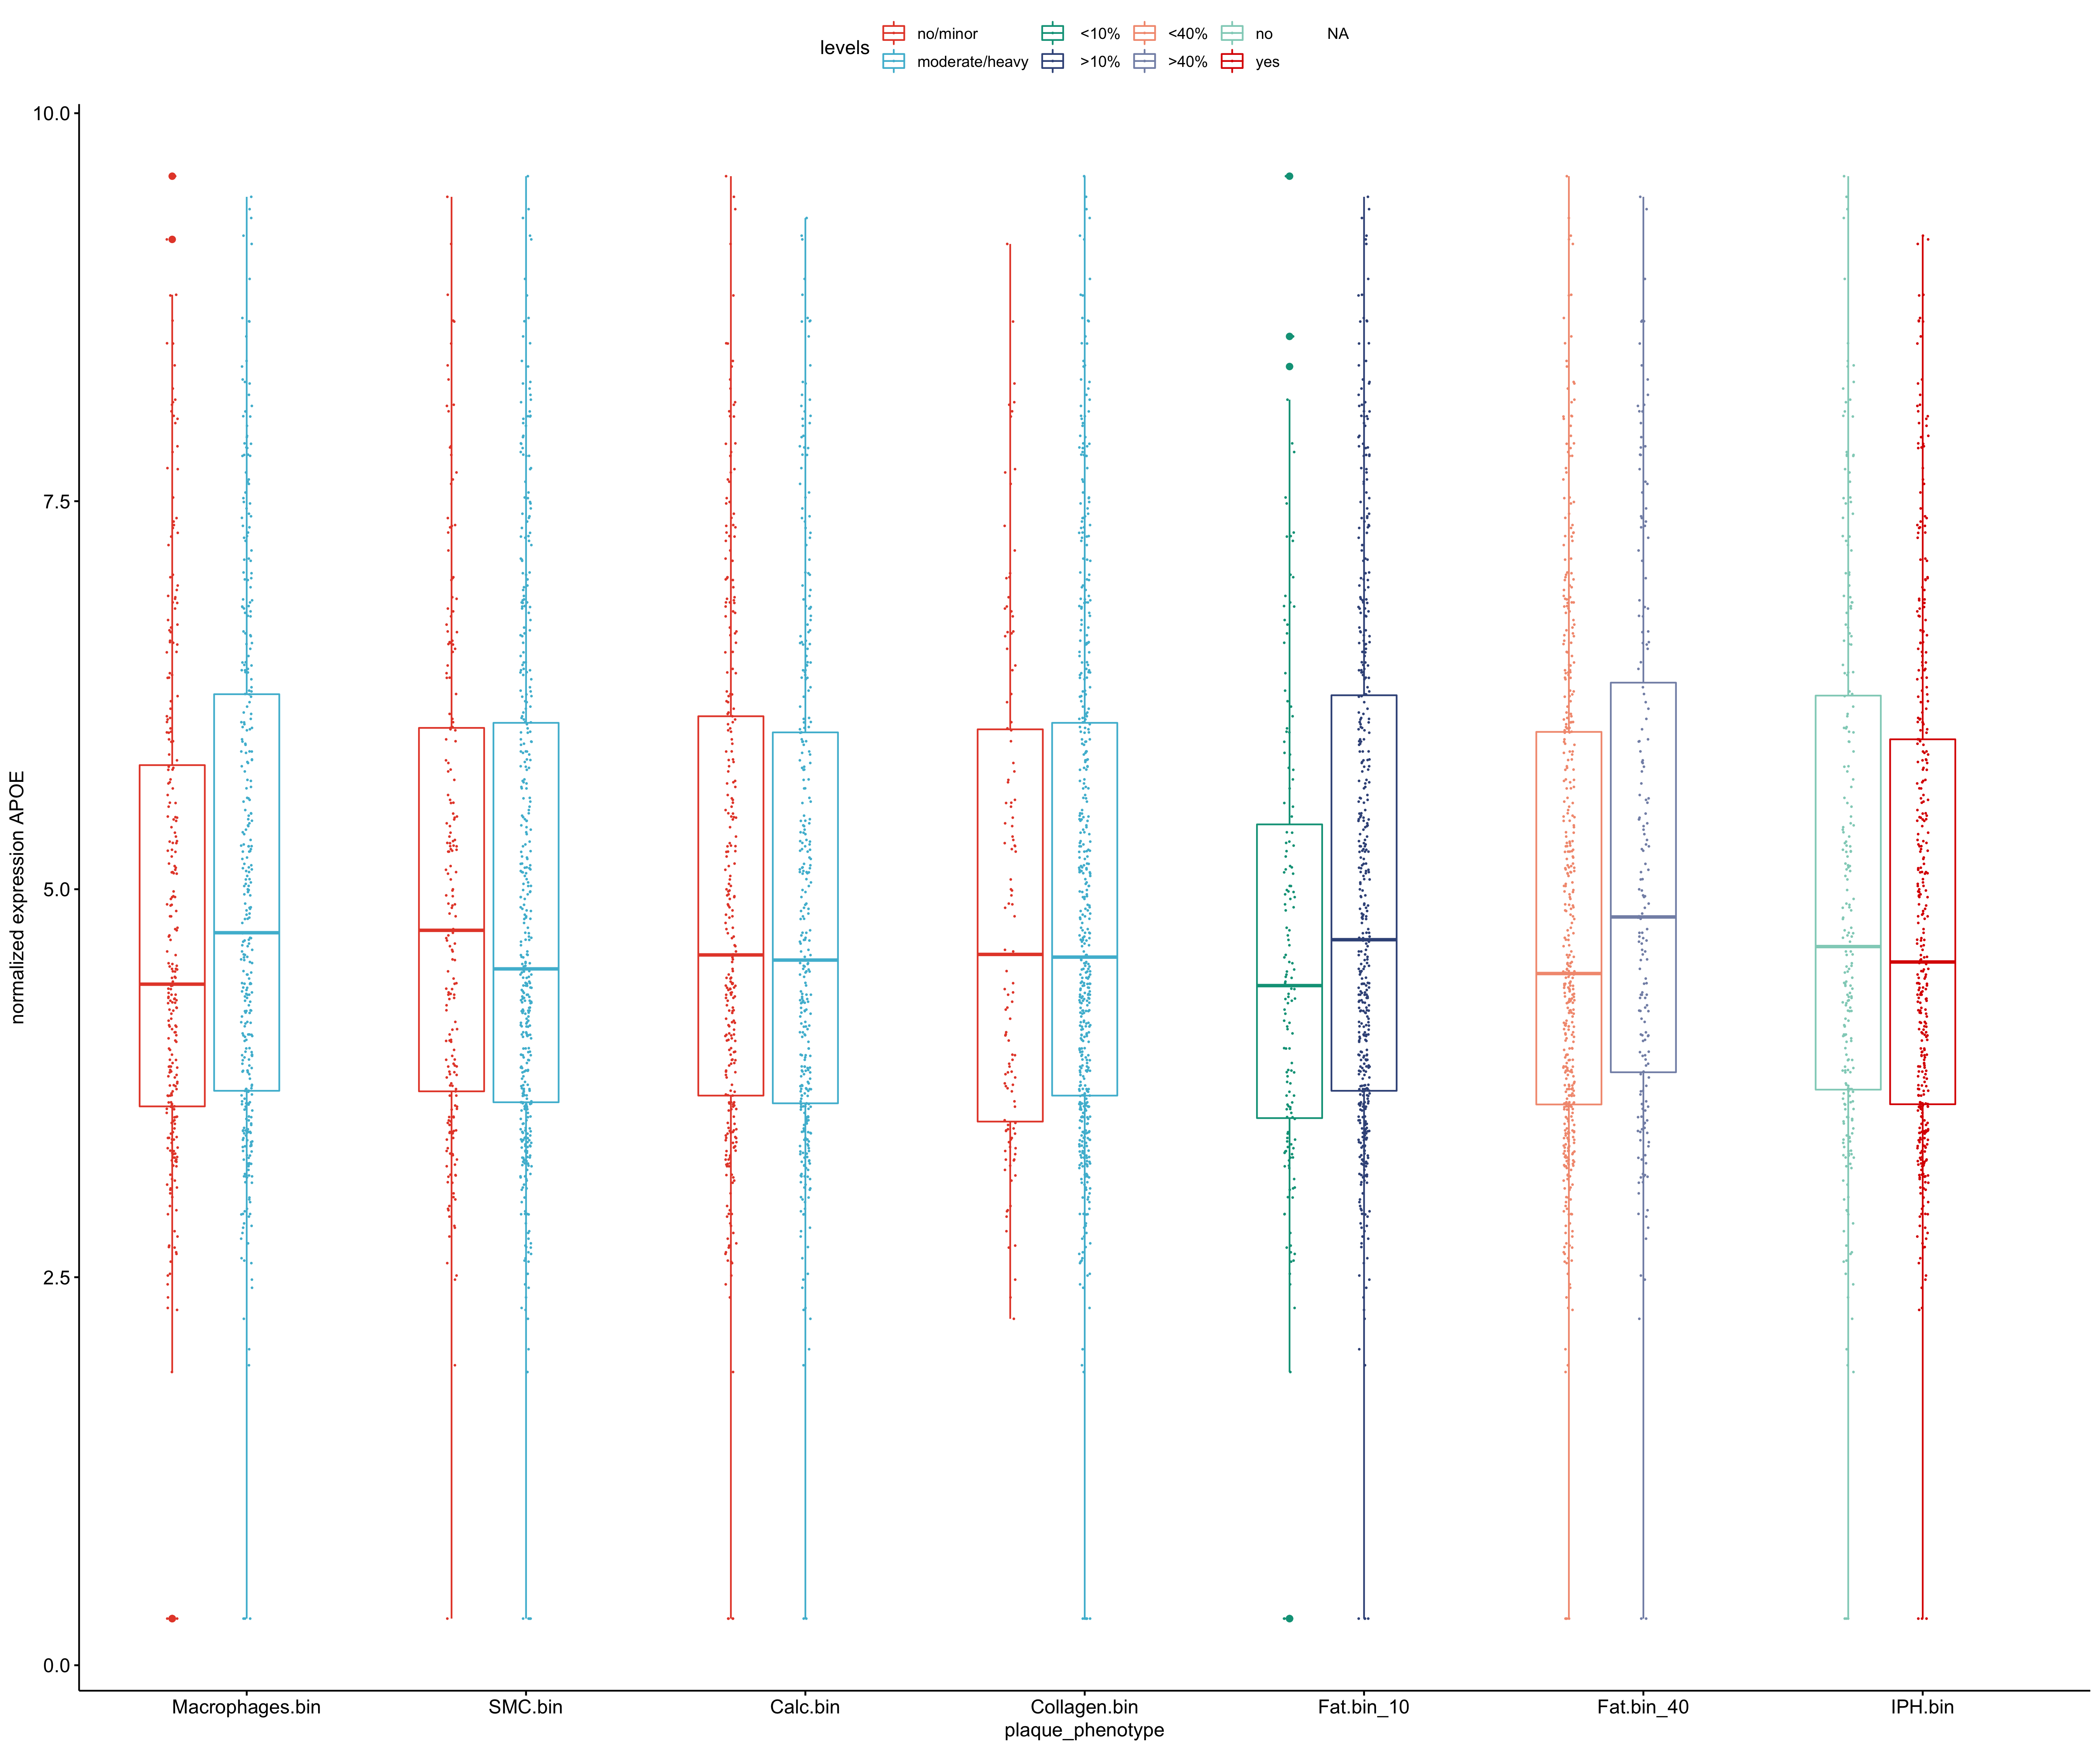 levels
no/minor <10% <40% no NA
moderate/heavy >10% >40% yes
10.0
7.5
5.0
2.5
0.0
normalized expression APOE
Macrophages.bin SMC.bin Calc.bin Collagen.bin Fat.bin_10 Fat.bin_40 IPH.bin
plaque_phenotype